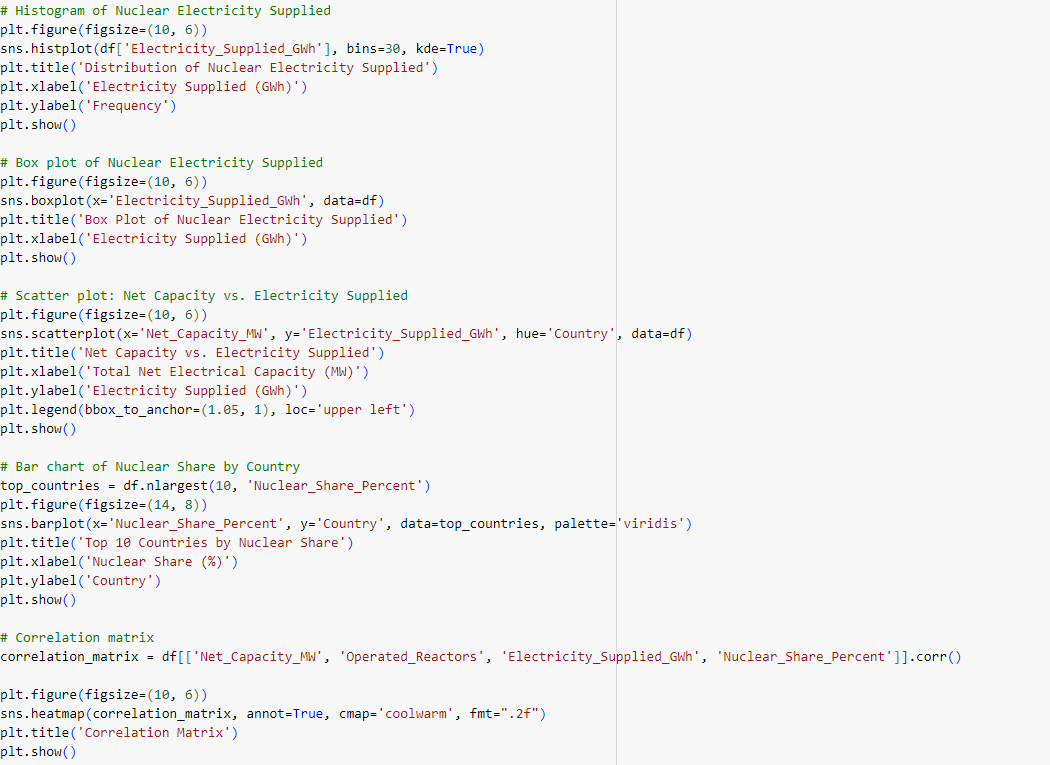 # Histogram of Nuclear Electricity Supplied
plt.figure(figsize=(10, 6))
sns.histplot(df['Electricity_Supplied_GWh'], bins=30, kde=True)
plt.title('Distribution of Nuclear Electricity Supplied')
plt.xlabel('Electricity Supplied (GWh)')
plt.ylabel('Frequency')
plt.show()

# Box plot of Nuclear Electricity Supplied
plt.figure(figsize=(10, 6))
sns.boxplot(x='Electricity_Supplied_GWh', data=df)
plt.title('Box Plot of Nuclear Electricity Supplied')
plt.xlabel('Electricity Supplied (GWh)')
plt.show()

# Scatter plot: Net Capacity vs. Electricity Supplied
plt.figure(figsize=(10, 6))
sns.scatterplot(x='Net_Capacity_MW', y='Electricity_Supplied_GWh', hue='Country', data=df)
plt.title('Net Capacity vs. Electricity Supplied')
plt.xlabel('Total Net Electrical Capacity (MW)')
plt.ylabel('Electricity Supplied (GWh)')
plt.legend(bbox_to_anchor=(1.05, 1), loc='upper left')
plt.show()

# Bar chart of Nuclear Share by Country
top_countries = df.nlargest(10, 'Nuclear_Share_Percent')
plt.figure(figsize=(14, 8))
sns.barplot(x='Nuclear_Share_Percent', y='Country', data=top_countries, palette='viridis')
plt.title('Top 10 Countries by Nuclear Share')
plt.xlabel('Nuclear Share (%)')
plt.ylabel('Country')
plt.show()

# Correlation matrix
correlation_matrix = df[['Net_Capacity_MW', 'Operated_Reactors', 'Electricity_Supplied_GWh', 'Nuclear_Share_Percent']].corr()

plt.figure(figsize=(10, 6))
sns.heatmap(correlation_matrix, annot=True, cmap='coolwarm', fmt=".2f")
plt.title('Correlation Matrix')
plt.show()